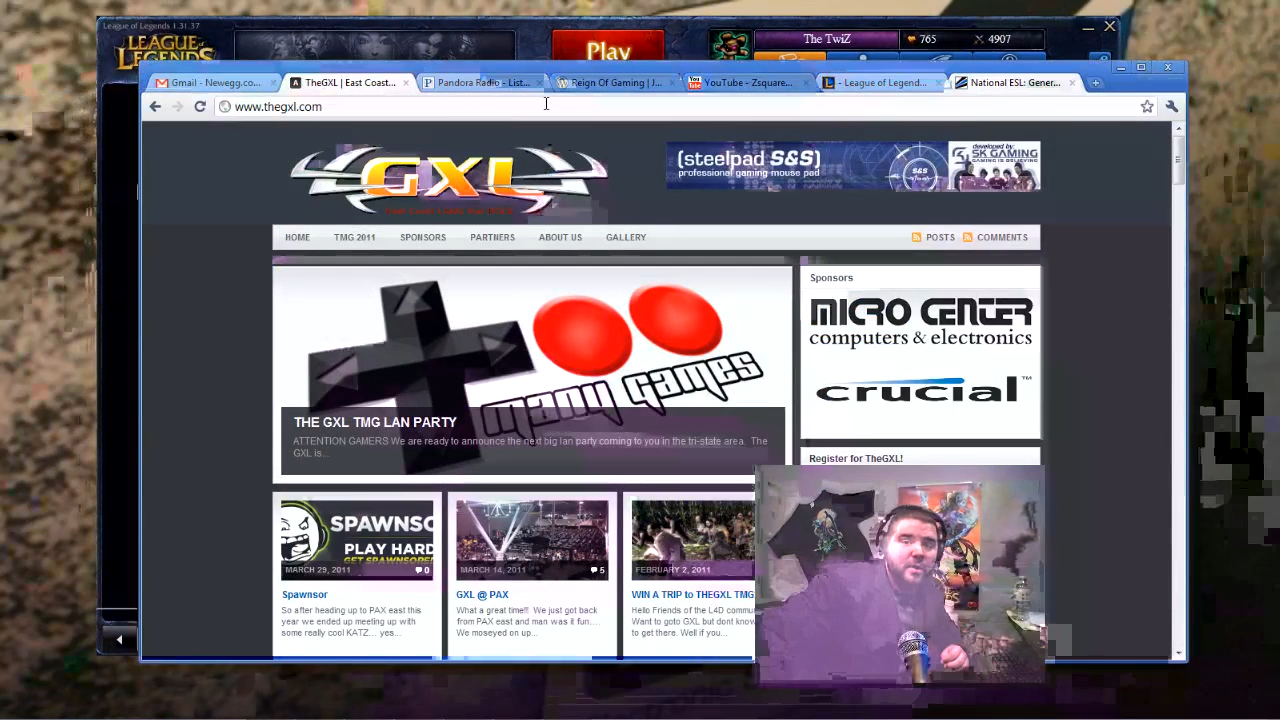 League of Legends 1.31.37
LEAGUE of LEGENDS
Play
The TwiZ
765
4907
Gmail - Newegg.co...
TheGXL | East Coast...
Pandora Radio - List...
Reign Of Gaming | J...
YouTube - Zsquare...
- League of Legend...
National ESL: Gener...
www.thegxl.com
GXL
[steelpad S&S]
professional gaming mouse pad
S&S
developed by:
SK GAMING
GAMING IS BELIEVING
HOME
TMG 2011
SPONSORS
PARTNERS
ABOUT US
GALLERY
POSTS
COMMENTS
many games
THE GXL TMG LAN PARTY
ATTENTION GAMERS We are ready to announce the next big lan party coming to you in the tri-state area. The
GXL is...
Sponsors
MICRO CENTER
computers & electronics
crucial™
Register for TheGXL!
SPAWNSO
PLAY HARD
GET SPAWNSORE
MARCH 29, 2011
0
Spawnsor
So after heading up to PAX east this
year we ended up meeting up with
some really cool KATZ... yes...
MARCH 14, 2011
5
GXL @ PAX
What a great time!! We just got back
from PAX east and man was it fun....
We moseyed on up...
FEBRUARY 2, 2011
WIN A TRIP to THEGXL TMG
Hello Friends of the L4D commu
Want to goto GXL but dont know
to get there. Well if you...